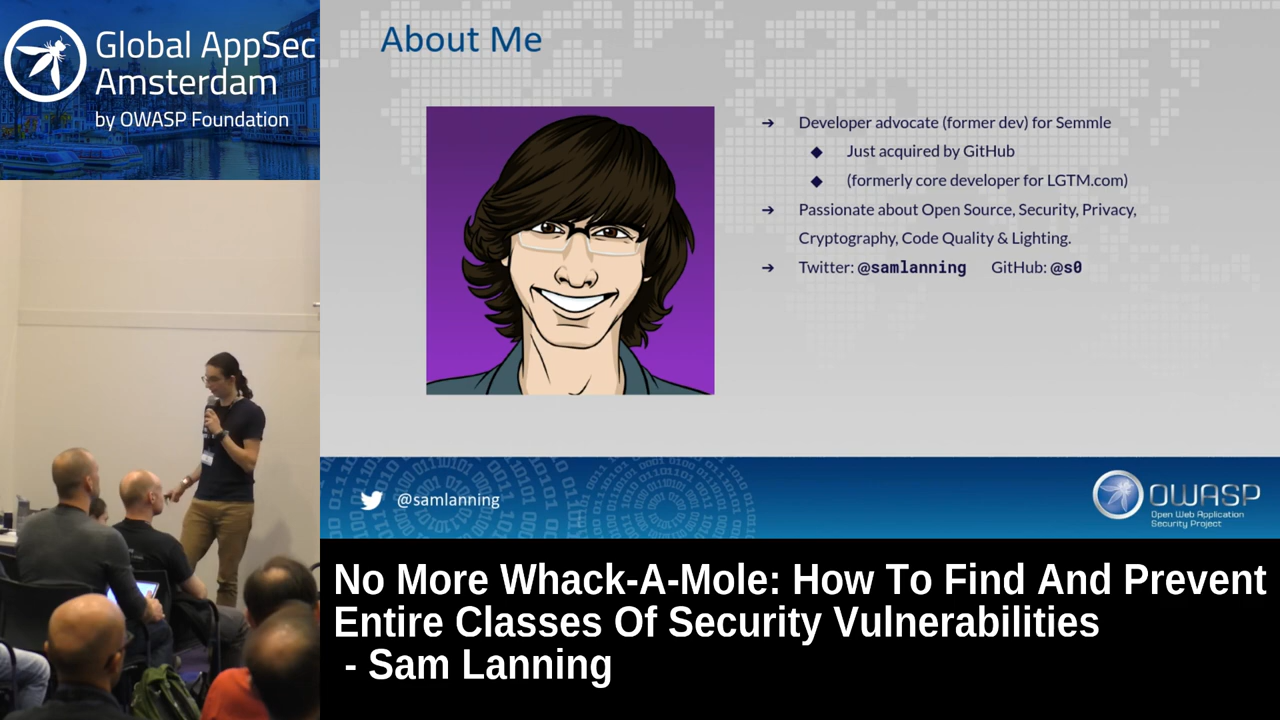 Global AppSec
Amsterdam
by OWASP Foundation
About Me
➔ Developer advocate (former dev) for Semmle
◆ Just acquired by GitHub
◆ (formerly core developer for LGTM.com)
➔ Passionate about Open Source, Security, Privacy,
Cryptography, Code Quality & Lighting.
➔ Twitter: @samlanning GitHub: @s0
@samlanning
OWASP
Open Web Application
Security Project
No More Whack-A-Mole: How To Find And Prevent
Entire Classes Of Security Vulnerabilities
- Sam Lanning